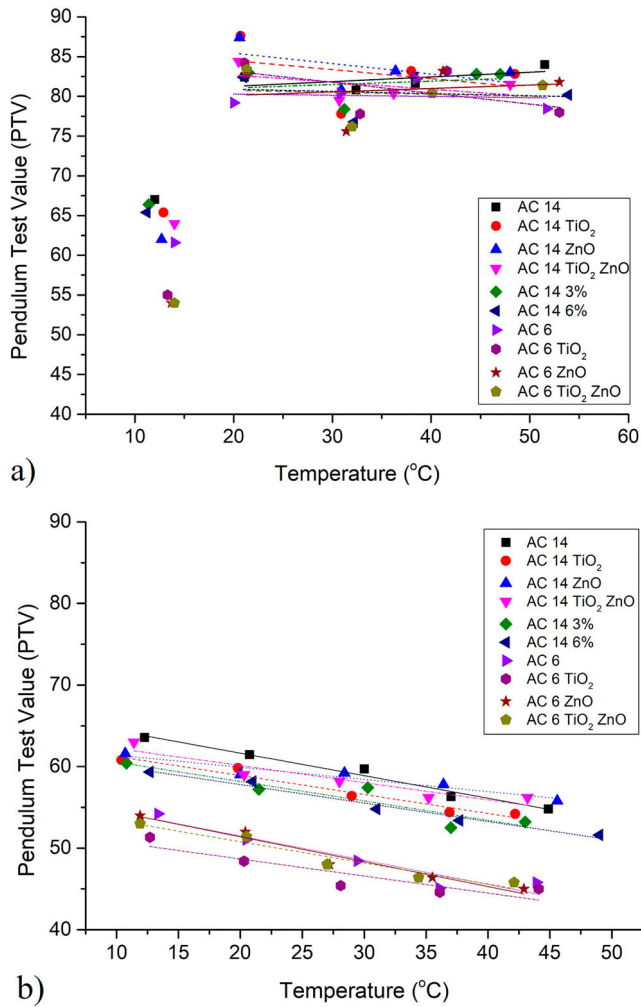 90
85
80
75
70
65
60
55
50
45
40
Pendulum Test Value (PTV)
AC 14
AC 14 TiO₂
AC 14 ZnO
AC 14 TiO₂ ZnO
AC 14 3%
AC 14 6%
AC 6
AC 6 TiO₂
AC 6 ZnO
AC 6 TiO₂ ZnO
10 20 30 40 50 60
Temperature (°C)
a)
90
80
70
60
50
40
Pendulum Test Value (PTV)
AC 14
AC 14 TiO₂
AC 14 ZnO
AC 14 TiO₂ ZnO
AC 14 3%
AC 14 6%
AC 6
AC 6 TiO₂
AC 6 ZnO
AC 6 TiO₂ ZnO
10 15 20 25 30 35 40 45 50
Temperature (°C)
b)